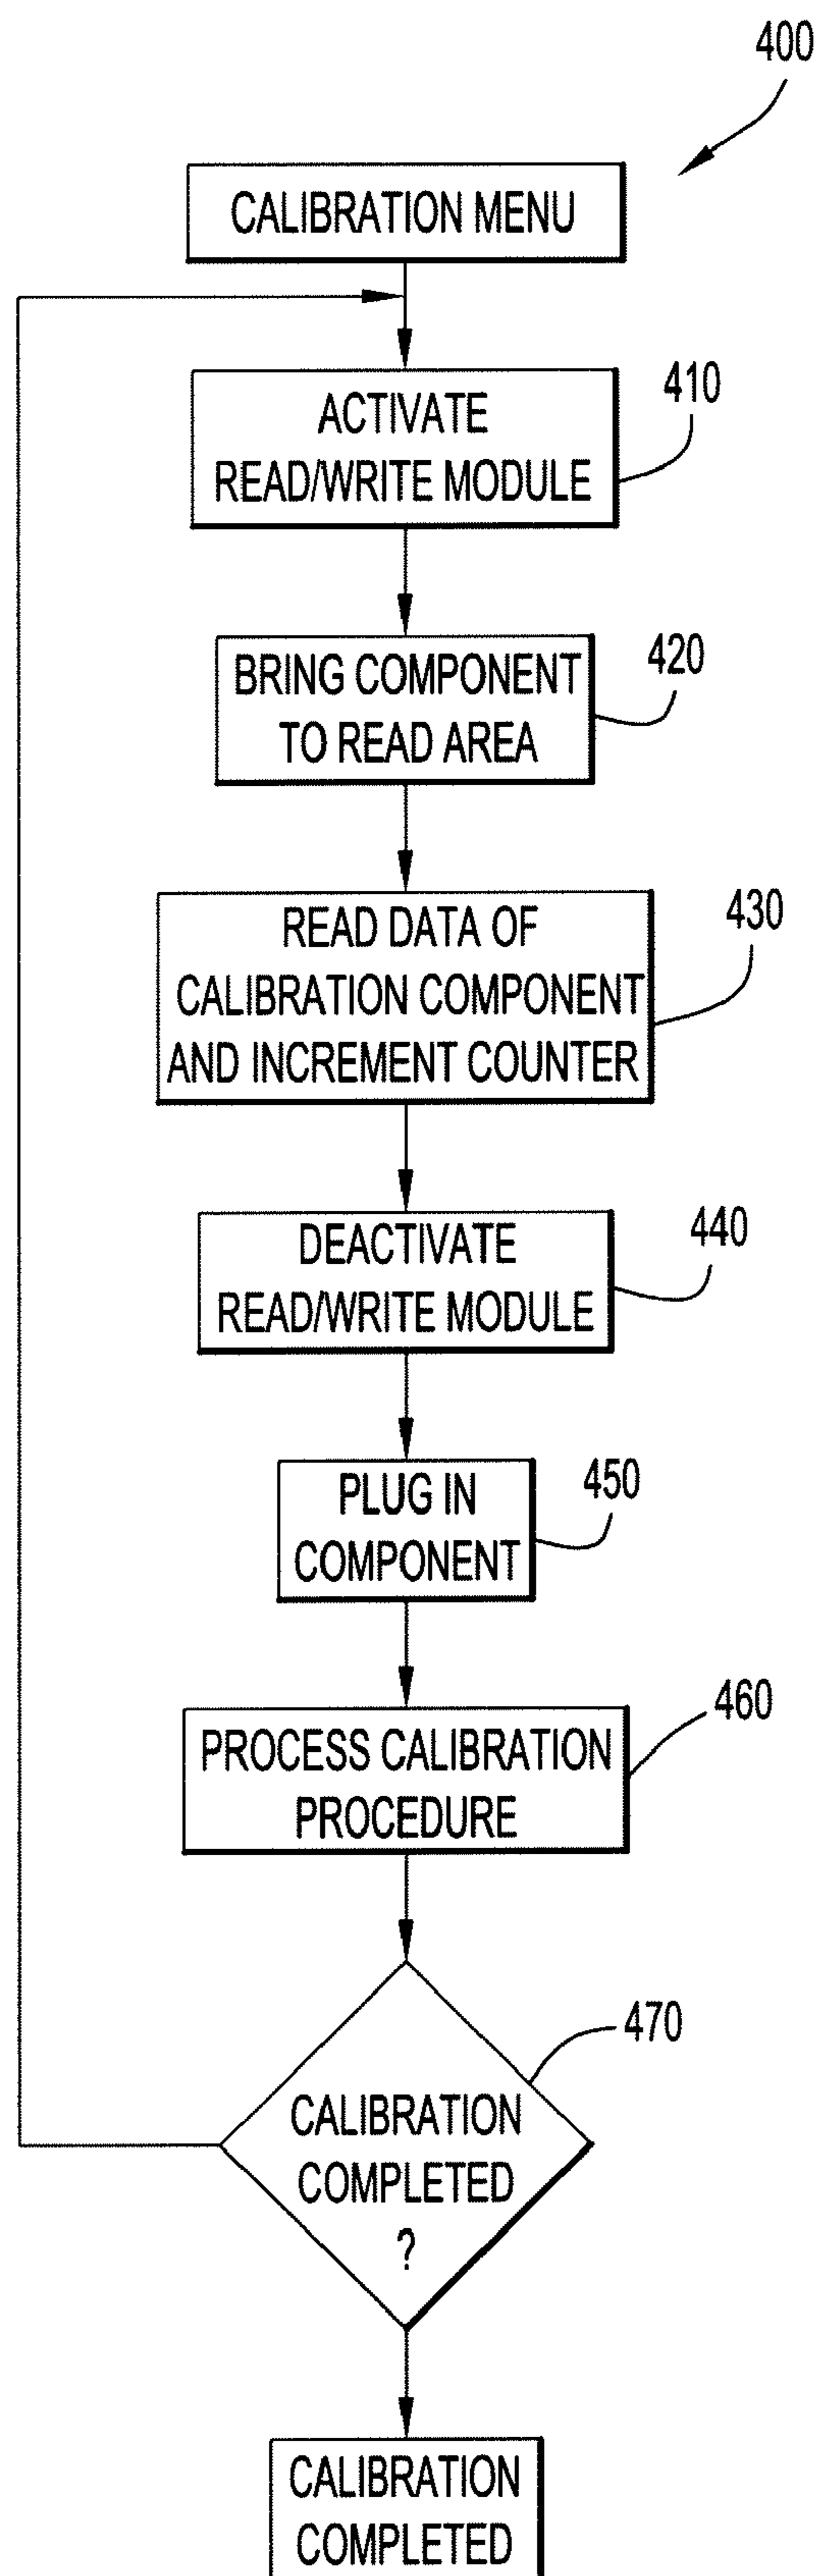 400
CALIBRATION MENU
ACTIVATE
READ/WRITE MODULE
410
BRING COMPONENT
TO READ AREA
420
READ DATA OF
CALIBRATION COMPONENT
AND INCREMENT COUNTER
430
DEACTIVATE
READ/WRITE MODULE
440
PLUG IN
COMPONENT
450
PROCESS CALIBRATION
PROCEDURE
460
CALIBRATION
COMPLETED
?
470
CALIBRATION
COMPLETED